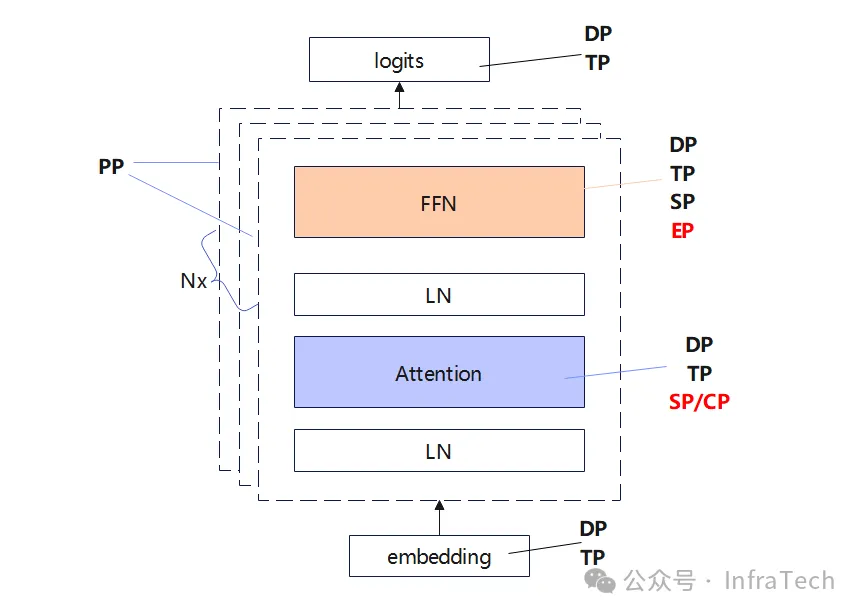 logits
DP
TP
PP
Nx
FFN
DP
TP
SP
EP
LN
Attention
DP
TP
SP/CP
LN
embedding
DP
TP
公众号 · InfraTech